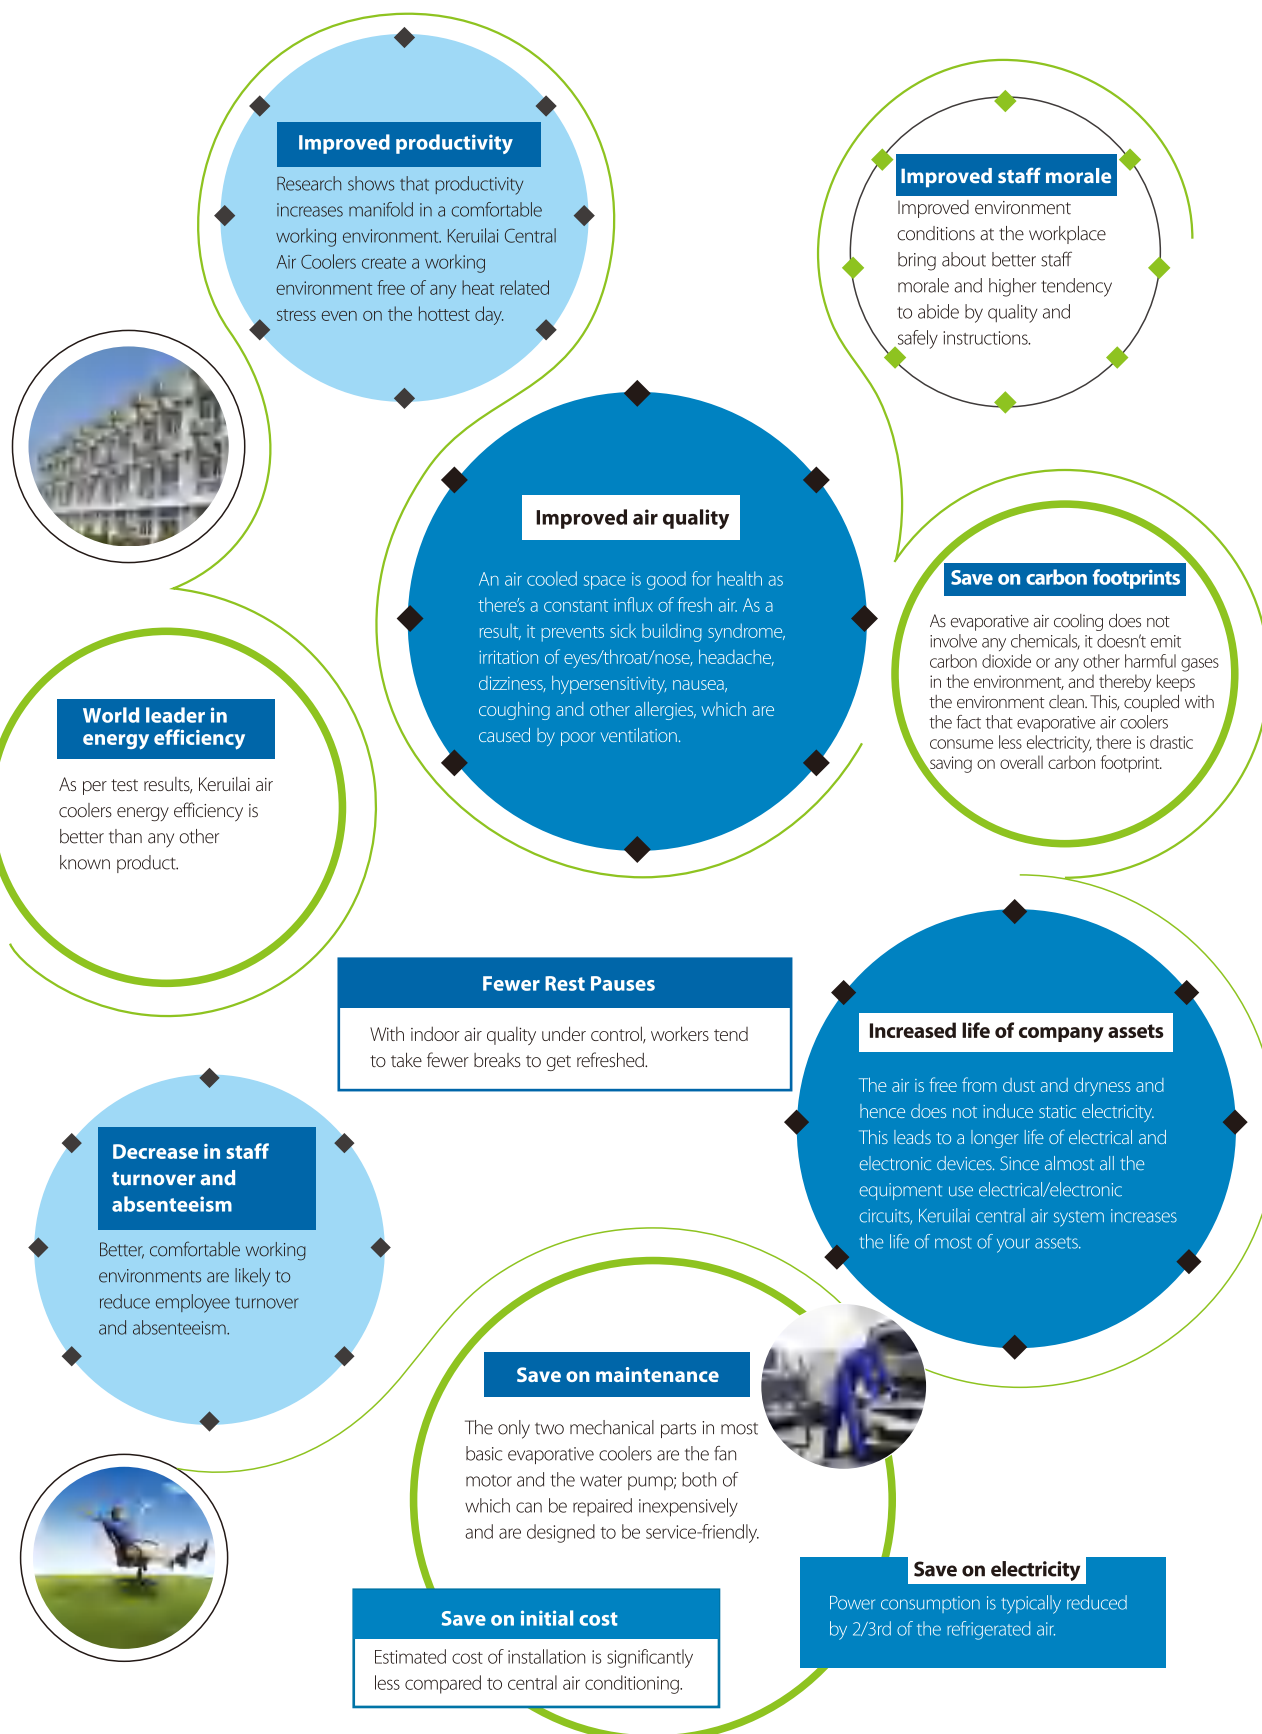 Improved productivity
Research shows that productivity
increases manifold in a comfortable
working environment. Keruilai Central
Air Coolers create a working
environment free of any heat related
stress even on the hottest day.
Improved staff morale
Improved environment
conditions at the workplace
bring about better staff
morale and higher tendency
to abide by quality and
safely instructions.
Improved air quality
An air cooled space is good for health as
there's a constant influx of fresh air. As a
result, it prevents sick building syndrome,
irritation of eyes/throat/nose, headache,
dizziness, hypersensitivity, nausea,
coughing and other allergies, which are
caused by poor ventilation.
Save on carbon footprints
As evaporative air cooling does not
involve any chemicals, it doesn't emit
carbon dioxide or any other harmful gases
in the environment, and thereby keeps
the environment clean. This, coupled with
the fact that evaporative air coolers
consume less electricity, there is drastic
saving on overall carbon footprint.
World leader in
energy efficiency
As per test results, Keruilai air
coolers energy efficiency is
better than any other
known product.
Fewer Rest Pauses
With indoor air quality under control, workers tend
to take fewer breaks to get refreshed.
Increased life of company assets
The air is free from dust and dryness and
hence does not induce static electricity.
This leads to a longer life of electrical and
electronic devices. Since almost all the
equipment use electrical/electronic
circuits, Keruilai central air system increases
the life of most of your assets.
Decrease in staff
turnover and
absenteeism
Better, comfortable working
environments are likely to
reduce employee turnover
and absenteeism.
Save on maintenance
The only two mechanical parts in most
basic evaporative coolers are the fan
motor and the water pump; both of
which can be repaired inexpensively
and are designed to be service-friendly.
Save on electricity
Power consumption is typically reduced
by 2/3rd of the refrigerated air.
Save on initial cost
Estimated cost of installation is significantly
less compared to central air conditioning.